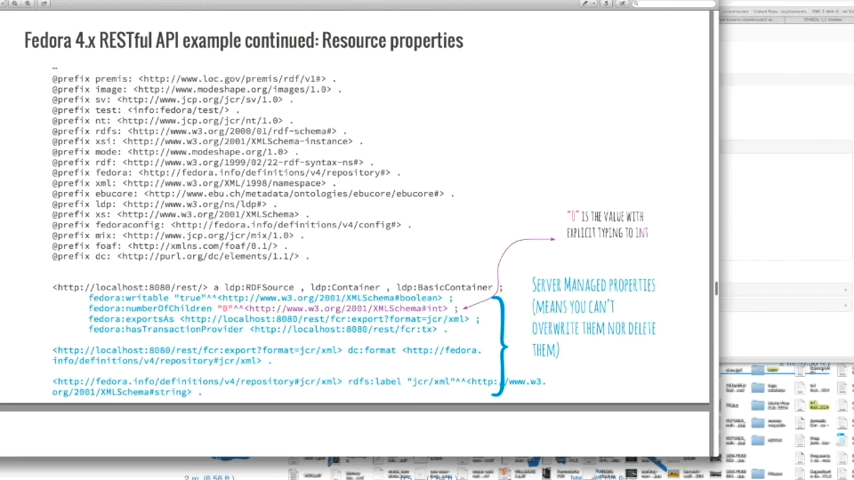 Fedora 4.x RESTful API example continued: Resource properties
…
@prefix premis: <http://www.loc.gov/premis/rdf/v1#> .
@prefix image: <http://www.modeshape.org/images/1.0> .
@prefix sv: <http://www.jcp.org/jcr/sv/1.0> .
@prefix test: <info:fedora/test/> .
@prefix nt: <http://www.jcp.org/jcr/nt/1.0> .
@prefix rdfs: <http://www.w3.org/2000/01/rdf-schema#> .
@prefix xsi: <http://www.w3.org/2001/XMLSchema-instance> .
@prefix mode: <http://www.modeshape.org/1.0> .
@prefix rdf: <http://www.w3.org/1999/02/22-rdf-syntax-ns#> .
@prefix fedora: <http://fedora.info/definitions/v4/repository#> .
@prefix xml: <http://www.w3.org/XML/1998/namespace> .
@prefix ebucore: <http://www.ebu.ch/metadata/ontologies/ebucore/ebucore#> .
@prefix ldp: <http://www.w3.org/ns/ldp#> .
@prefix xs: <http://www.w3.org/2001/XMLSchema> .
@prefix fedoraconfig: <http://fedora.info/definitions/v4/config#> .
@prefix mix: <http://www.jcp.org/jcr/mix/1.0> .
@prefix foaf: <http://xmlns.com/foaf/0.1/> .
@prefix dc: <http://purl.org/dc/elements/1.1/> .
"0" is the value with
explicit typing to int
<http://localhost:8080/rest/> a ldp:RDFSource , ldp:Container , ldp:BasicContainer ;
fedora:writable "true"^^<http://www.w3.org/2001/XMLSchema#boolean> ;
fedora:numberOfChildren "0"^^<http://www.w3.org/2001/XMLSchema#int> ;
fedora:exportsAs <http://localhost:8080/rest/fcr:export?format=jcr/xml> ;
fedora:hasTransactionProvider <http://localhost:8080/rest/fcr:tx> .
<http://localhost:8080/rest/fcr:export?format=jcr/xml> dc:format <http://fedora.
info/definitions/v4/repository#jcr/xml> .
<http://fedora.info/definitions/v4/repository#jcr/xml> rdfs:label "jcr/xml"^^<http://www.w3.
org/2001/XMLSchema#string> .
Server Managed properties
(means you can't
overwrite them nor delete
them)